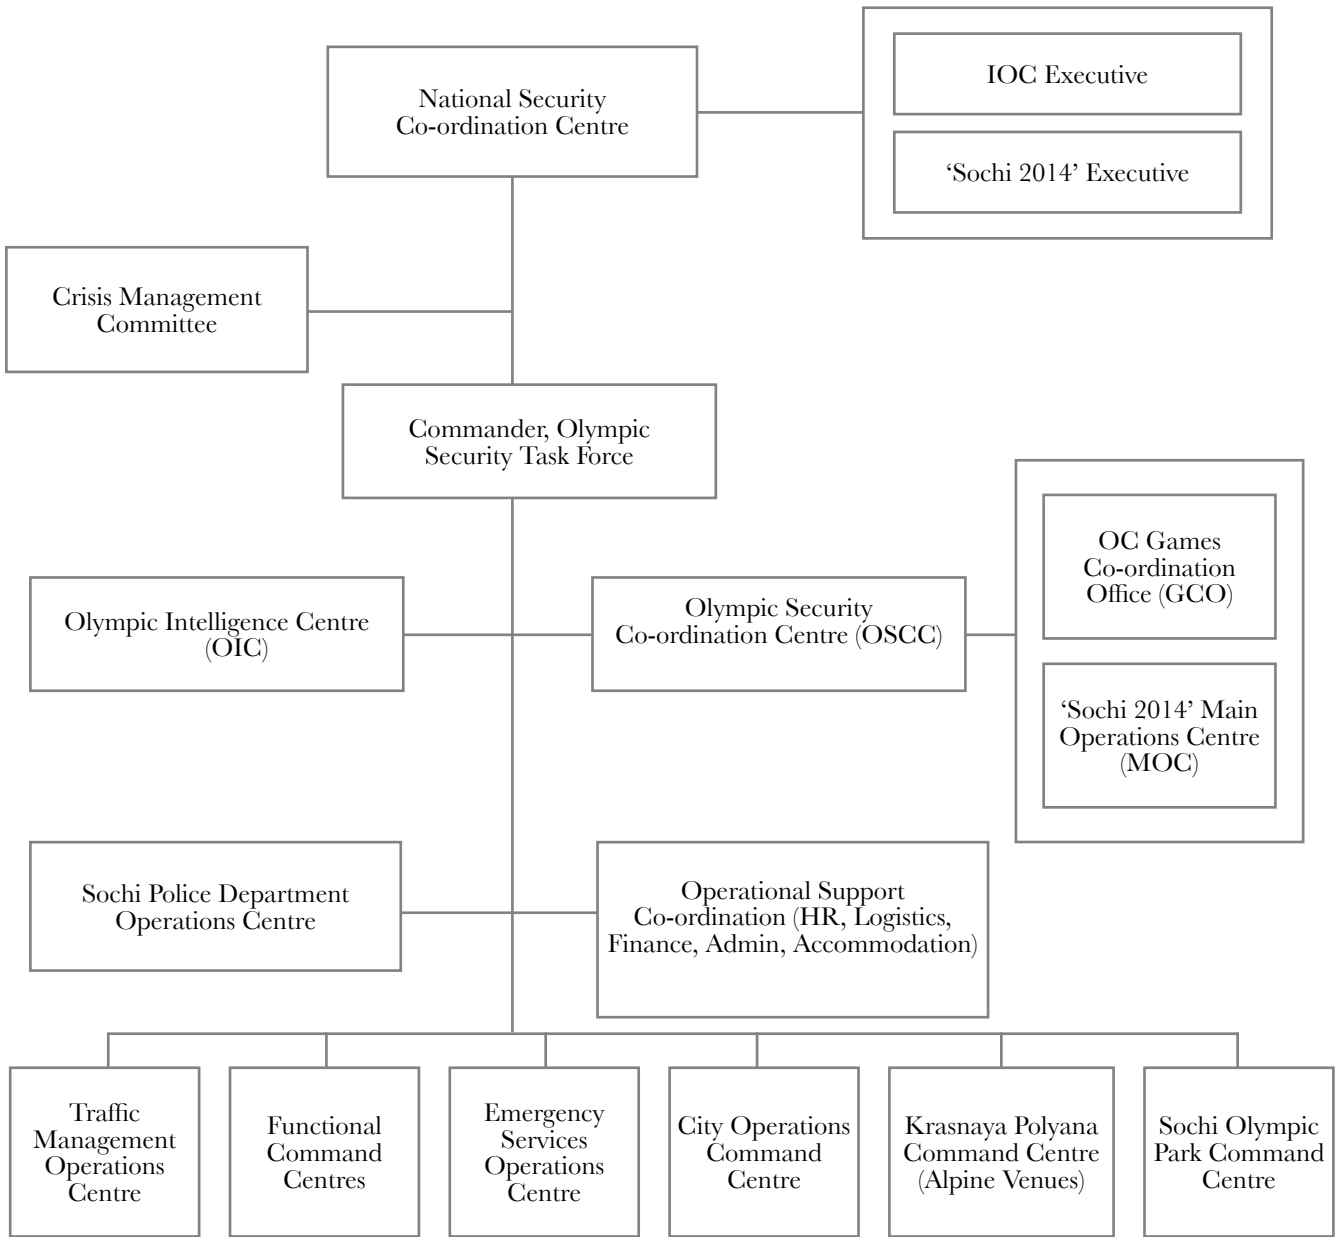 National Security
Co-ordination Centre
IOC Executive
‘Sochi 2014’ Executive
Crisis Management
Committee
Commander, Olympic
Security Task Force
Olympic Intelligence Centre
(OIC)
Olympic Security
Co-ordination Centre (OSCC)
OC Games
Co-ordination
Office (GCO)
‘Sochi 2014’ Main
Operations Centre
(MOC)
Sochi Police Department
Operations Centre
Operational Support
Co-ordination (HR, Logistics,
Finance, Admin, Accommodation)
Traffic
Management
Operations
Centre
Functional
Command
Centres
Emergency
Services
Operations
Centre
City Operations
Command
Centre
Krasnaya Polyana
Command Centre
(Alpine Venues)
Sochi Olympic
Park Command
Centre